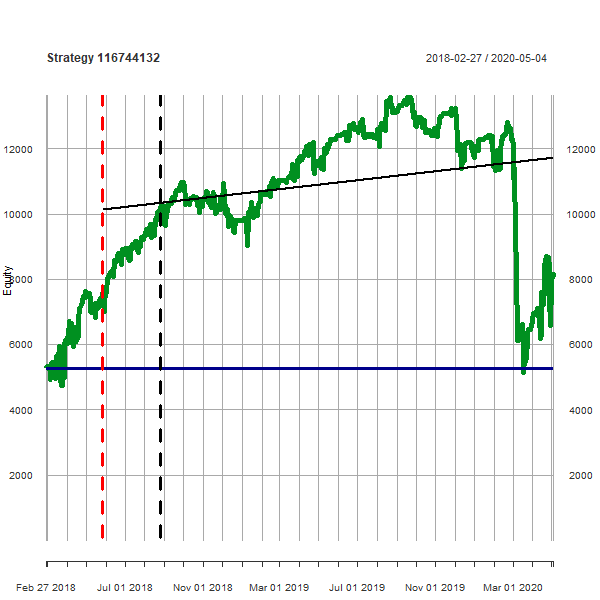 Strategy 116744132
2018-02-27 / 2020-05-04
Equity
12000
12000
10000
10000
8000
8000
6000
6000
4000
4000
2000
2000
Feb 27 2018
Jul 01 2018
Nov 01 2018
Mar 01 2019
Jul 01 2019
Nov 01 2019
Mar 01 2020